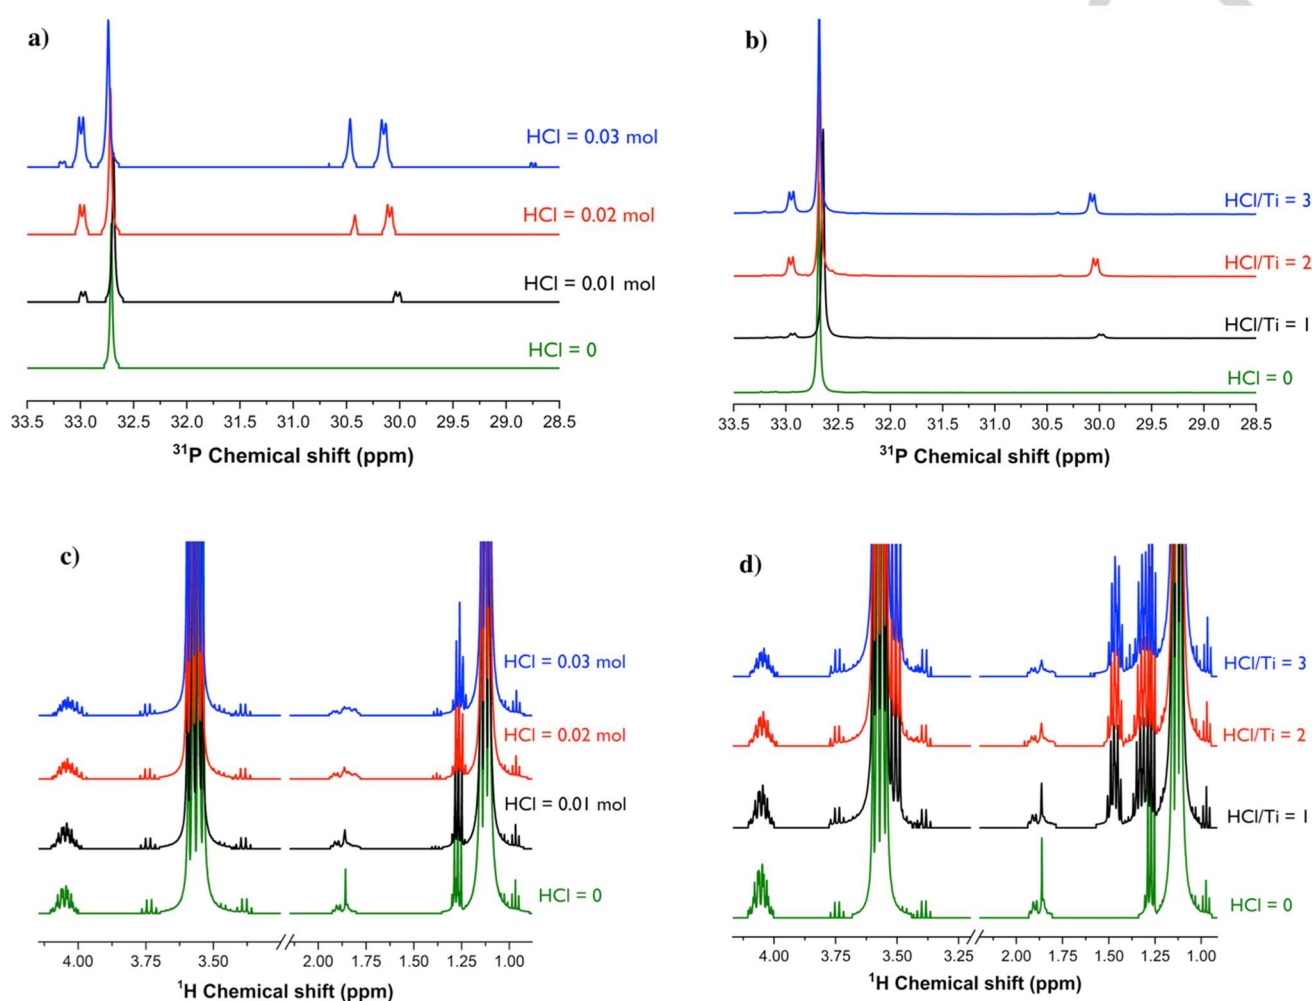 a)
HCl = 0.03 mol
HCl = 0.02 mol
HCl = 0.01 mol
HCl = 0
33.5 33.0 32.5 32.0 31.5 31.0 30.5 30.0 29.5 29.0 28.5
31P Chemical shift (ppm)
b)
HCl/Ti = 3
HCl/Ti = 2
HCl/Ti = 1
HCl = 0
33.5 33.0 32.5 32.0 31.5 31.0 30.5 30.0 29.5 29.0 28.5
31P Chemical shift (ppm)
c)
HCl = 0.03 mol
HCl = 0.02 mol
HCl = 0.01 mol
HCl = 0
4.00 3.75 3.50 2.00 1.75 1.50 1.25 1.00
1H Chemical shift (ppm)
d)
HCl/Ti = 3
HCl/Ti = 2
HCl/Ti = 1
HCl = 0
4.00 3.75 3.50 3.25 2.00 1.75 1.50 1.25 1.00
1H Chemical shift (ppm)